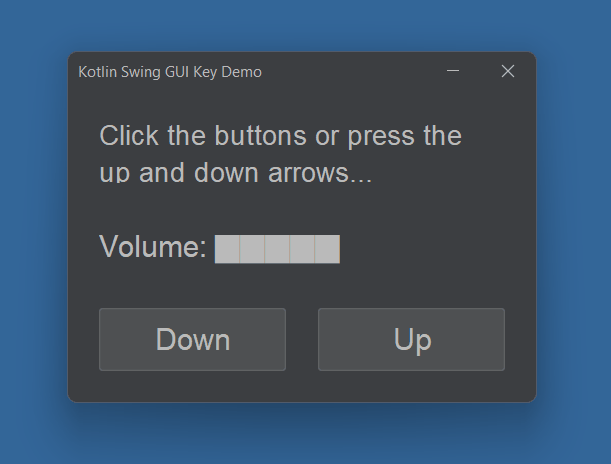 Kotlin Swing GUI Key Demo
Click the buttons or press the
up and down arrows...
Volume: █████
Down
Up